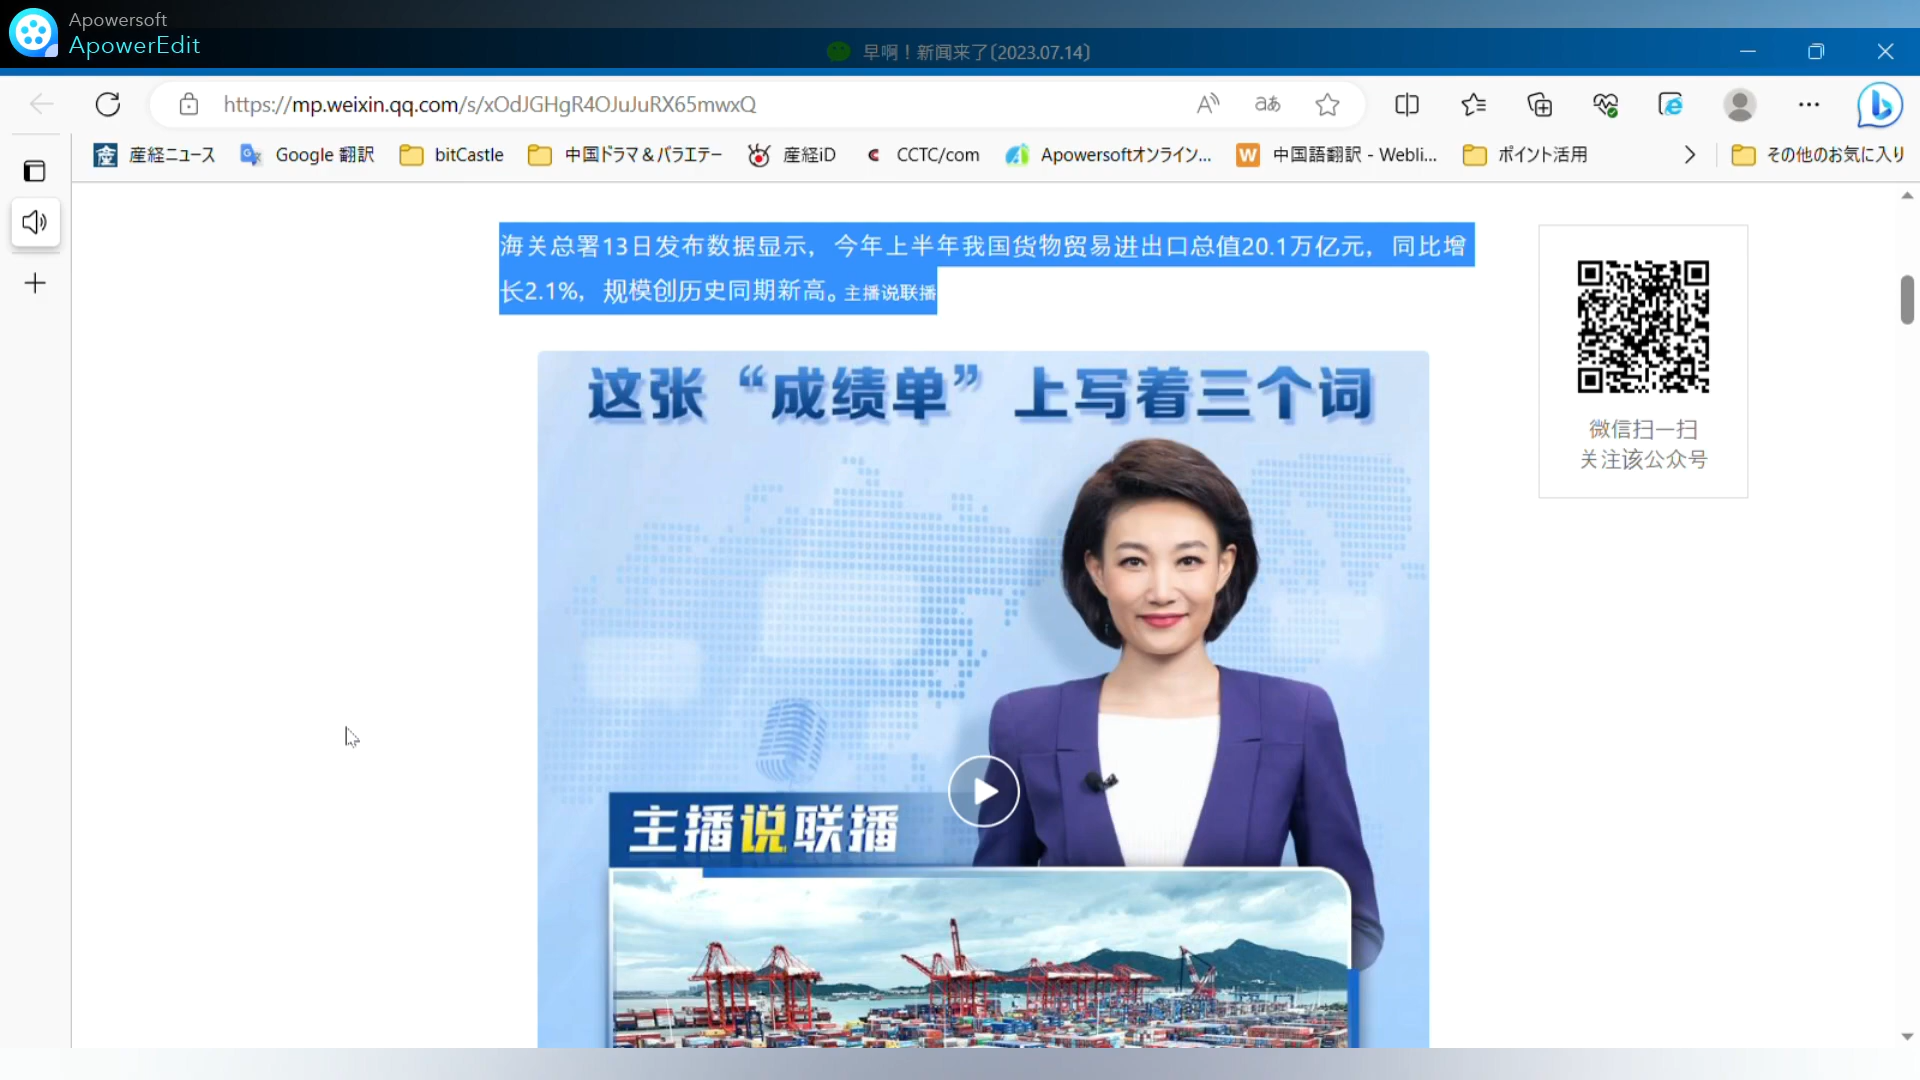 Apowersoft
ApowerEdit
早啊！新闻来了〔2023.07.14〕
https://mp.weixin.qq.com/s/xOdJGHgR4OJuJuRX65mwxQ
産経ニュース
Google 翻訳
bitCastle
中国ドラマ＆バラエテー
産経iD
CCTC/com
Apowersoftオンライン...
中国語翻訳 - Webli...
ポイント活用
その他のお気に入り
海关总署13日发布数据显示，今年上半年我国货物贸易进出口总值20.1万亿元，同比增
长2.1%，规模创历史同期新高。主播说联播
这张“成绩单”上写着三个词
主播说联播
微信扫一扫
关注该公众号